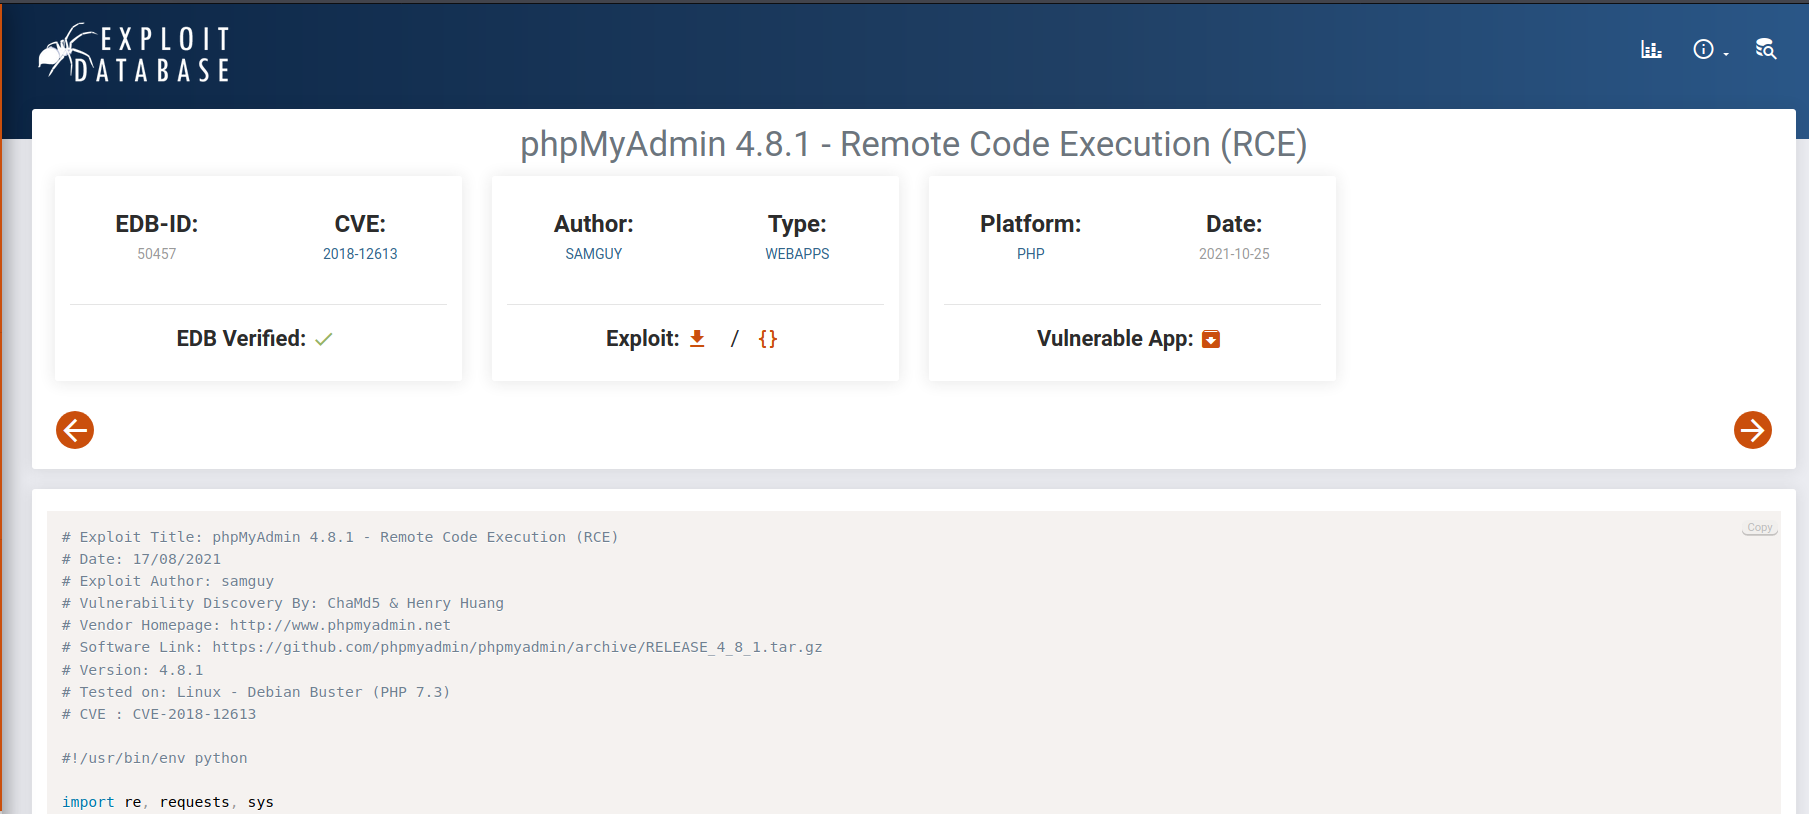 EXPLOIT
DATABASE
phpMyAdmin 4.8.1 - Remote Code Execution (RCE)
EDB-ID:
50457
CVE:
2018-12613
EDB Verified:
Author:
SAMGUY
Type:
WEBAPPS
Exploit: / {}
Platform:
PHP
Date:
2021-10-25
Vulnerable App:
Copy
# Exploit Title: phpMyAdmin 4.8.1 - Remote Code Execution (RCE)
# Date: 17/08/2021
# Exploit Author: samguy
# Vulnerability Discovery By: ChaMd5 & Henry Huang
# Vendor Homepage: http://www.phpmyadmin.net
# Software Link: https://github.com/phpmyadmin/phpmyadmin/archive/RELEASE_4_8_1.tar.gz
# Version: 4.8.1
# Tested on: Linux - Debian Buster (PHP 7.3)
# CVE : CVE-2018-12613
#!/usr/bin/env python
import re, requests, sys